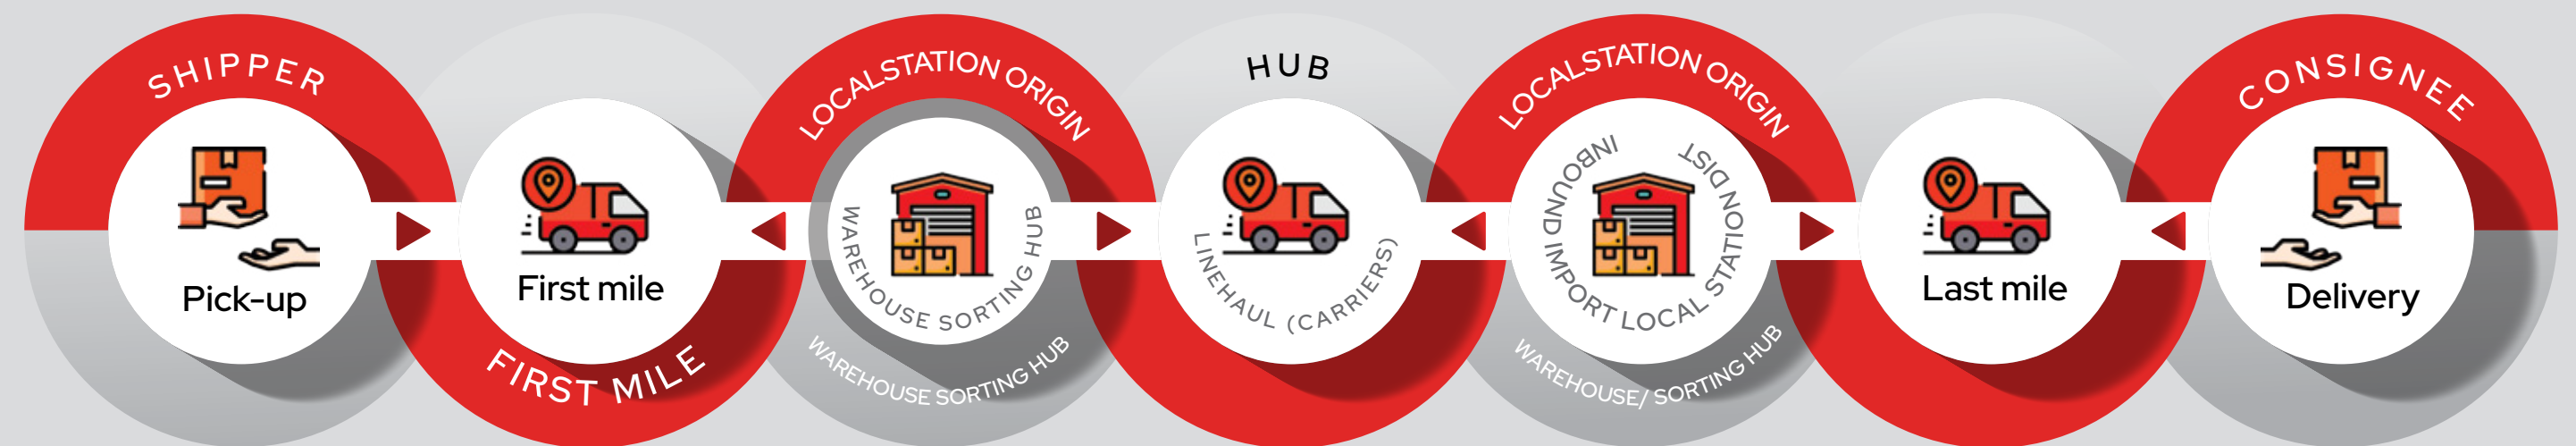 SHIPPER
Pick-up
First mile
FIRST MILE
LOCALSTATION ORIGIN
WAREHOUSE SORTING HUB
WAREHOUSE SORTING HUB
HUB
LINEHAUL (CARRIERS)
LOCALSTATION ORIGIN
INBOUND IMPORT LOCAL STATION DIST
WAREHOUSE/ SORTING HUB
Last mile
CONSIGNEE
Delivery